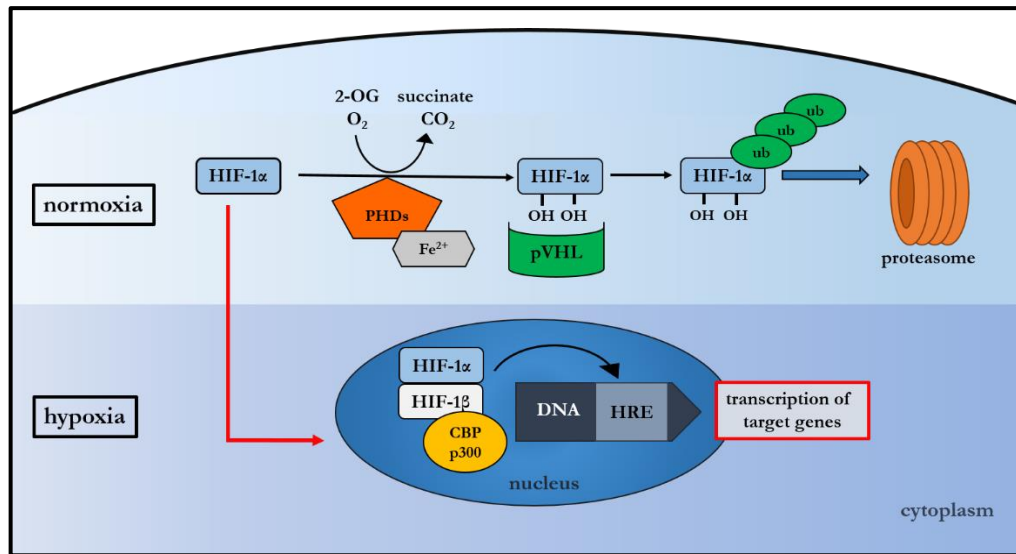 2-OG succinate
O₂ CO₂
ub
ub
ub
HIF-1α
HIF-1α
HIF-1α
normoxia
PHDs
OH OH
OH OH
Fe²⁺
pVHL
proteasome
HIF-1α
HIF-1β
hypoxia
DNA
HRE
transcription of
target genes
CBP
p300
nucleus
cytoplasm